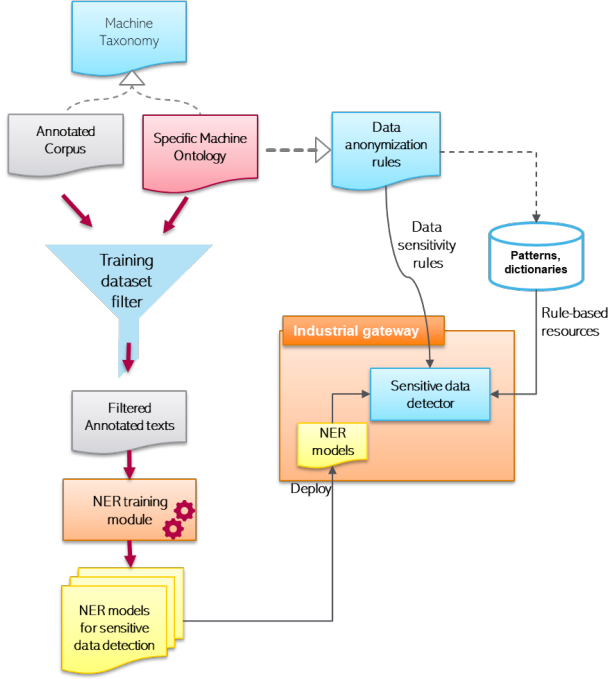 Machine
Taxonomy
Annotated
Corpus
Specific Machine
Ontology
Data
anonymization
rules
Data
sensitivity
rules
Patterns,
dictionaries
Rule-based
resources
Training
dataset
filter
Industrial gateway
Sensitive data
detector
NER
models
Deploy
Filtered
Annotated texts
NER training
module
NER models
for sensitive
data detection